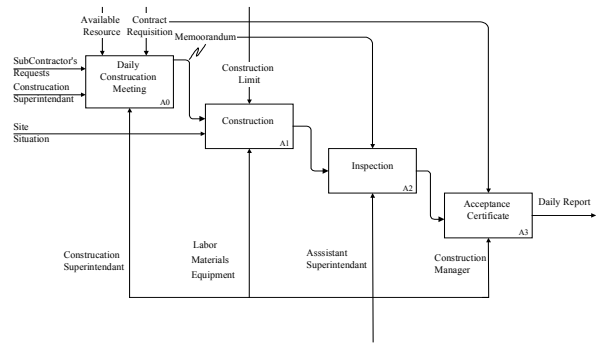 Available
Resource
Contract
Requisition
Memorandum
SubContractor's
Requests
Construcation
Superintendant
Daily
Construcation
Meeting
A0
Construction
Limit
Site
Situation
Construction
A1
Inspection
A2
Acceptance
Certificate
A3
Daily Report
Construcation
Superintendant
Labor
Materials
Equipment
Asssistant
Superintendant
Construction
Manager